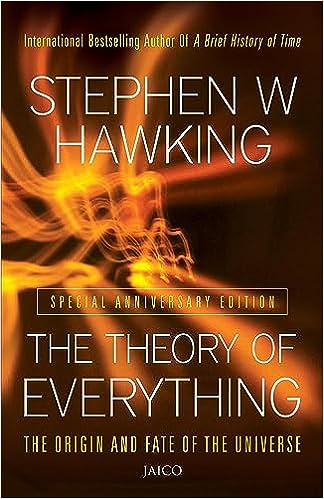 International Bestselling Author Of A Brief History of Time
STEPHEN W
HAWKING
SPECIAL ANNIVERSARY EDITION
THE THEORY OF
EVERYTHING
THE ORIGIN AND FATE OF THE UNIVERSE
JAICO